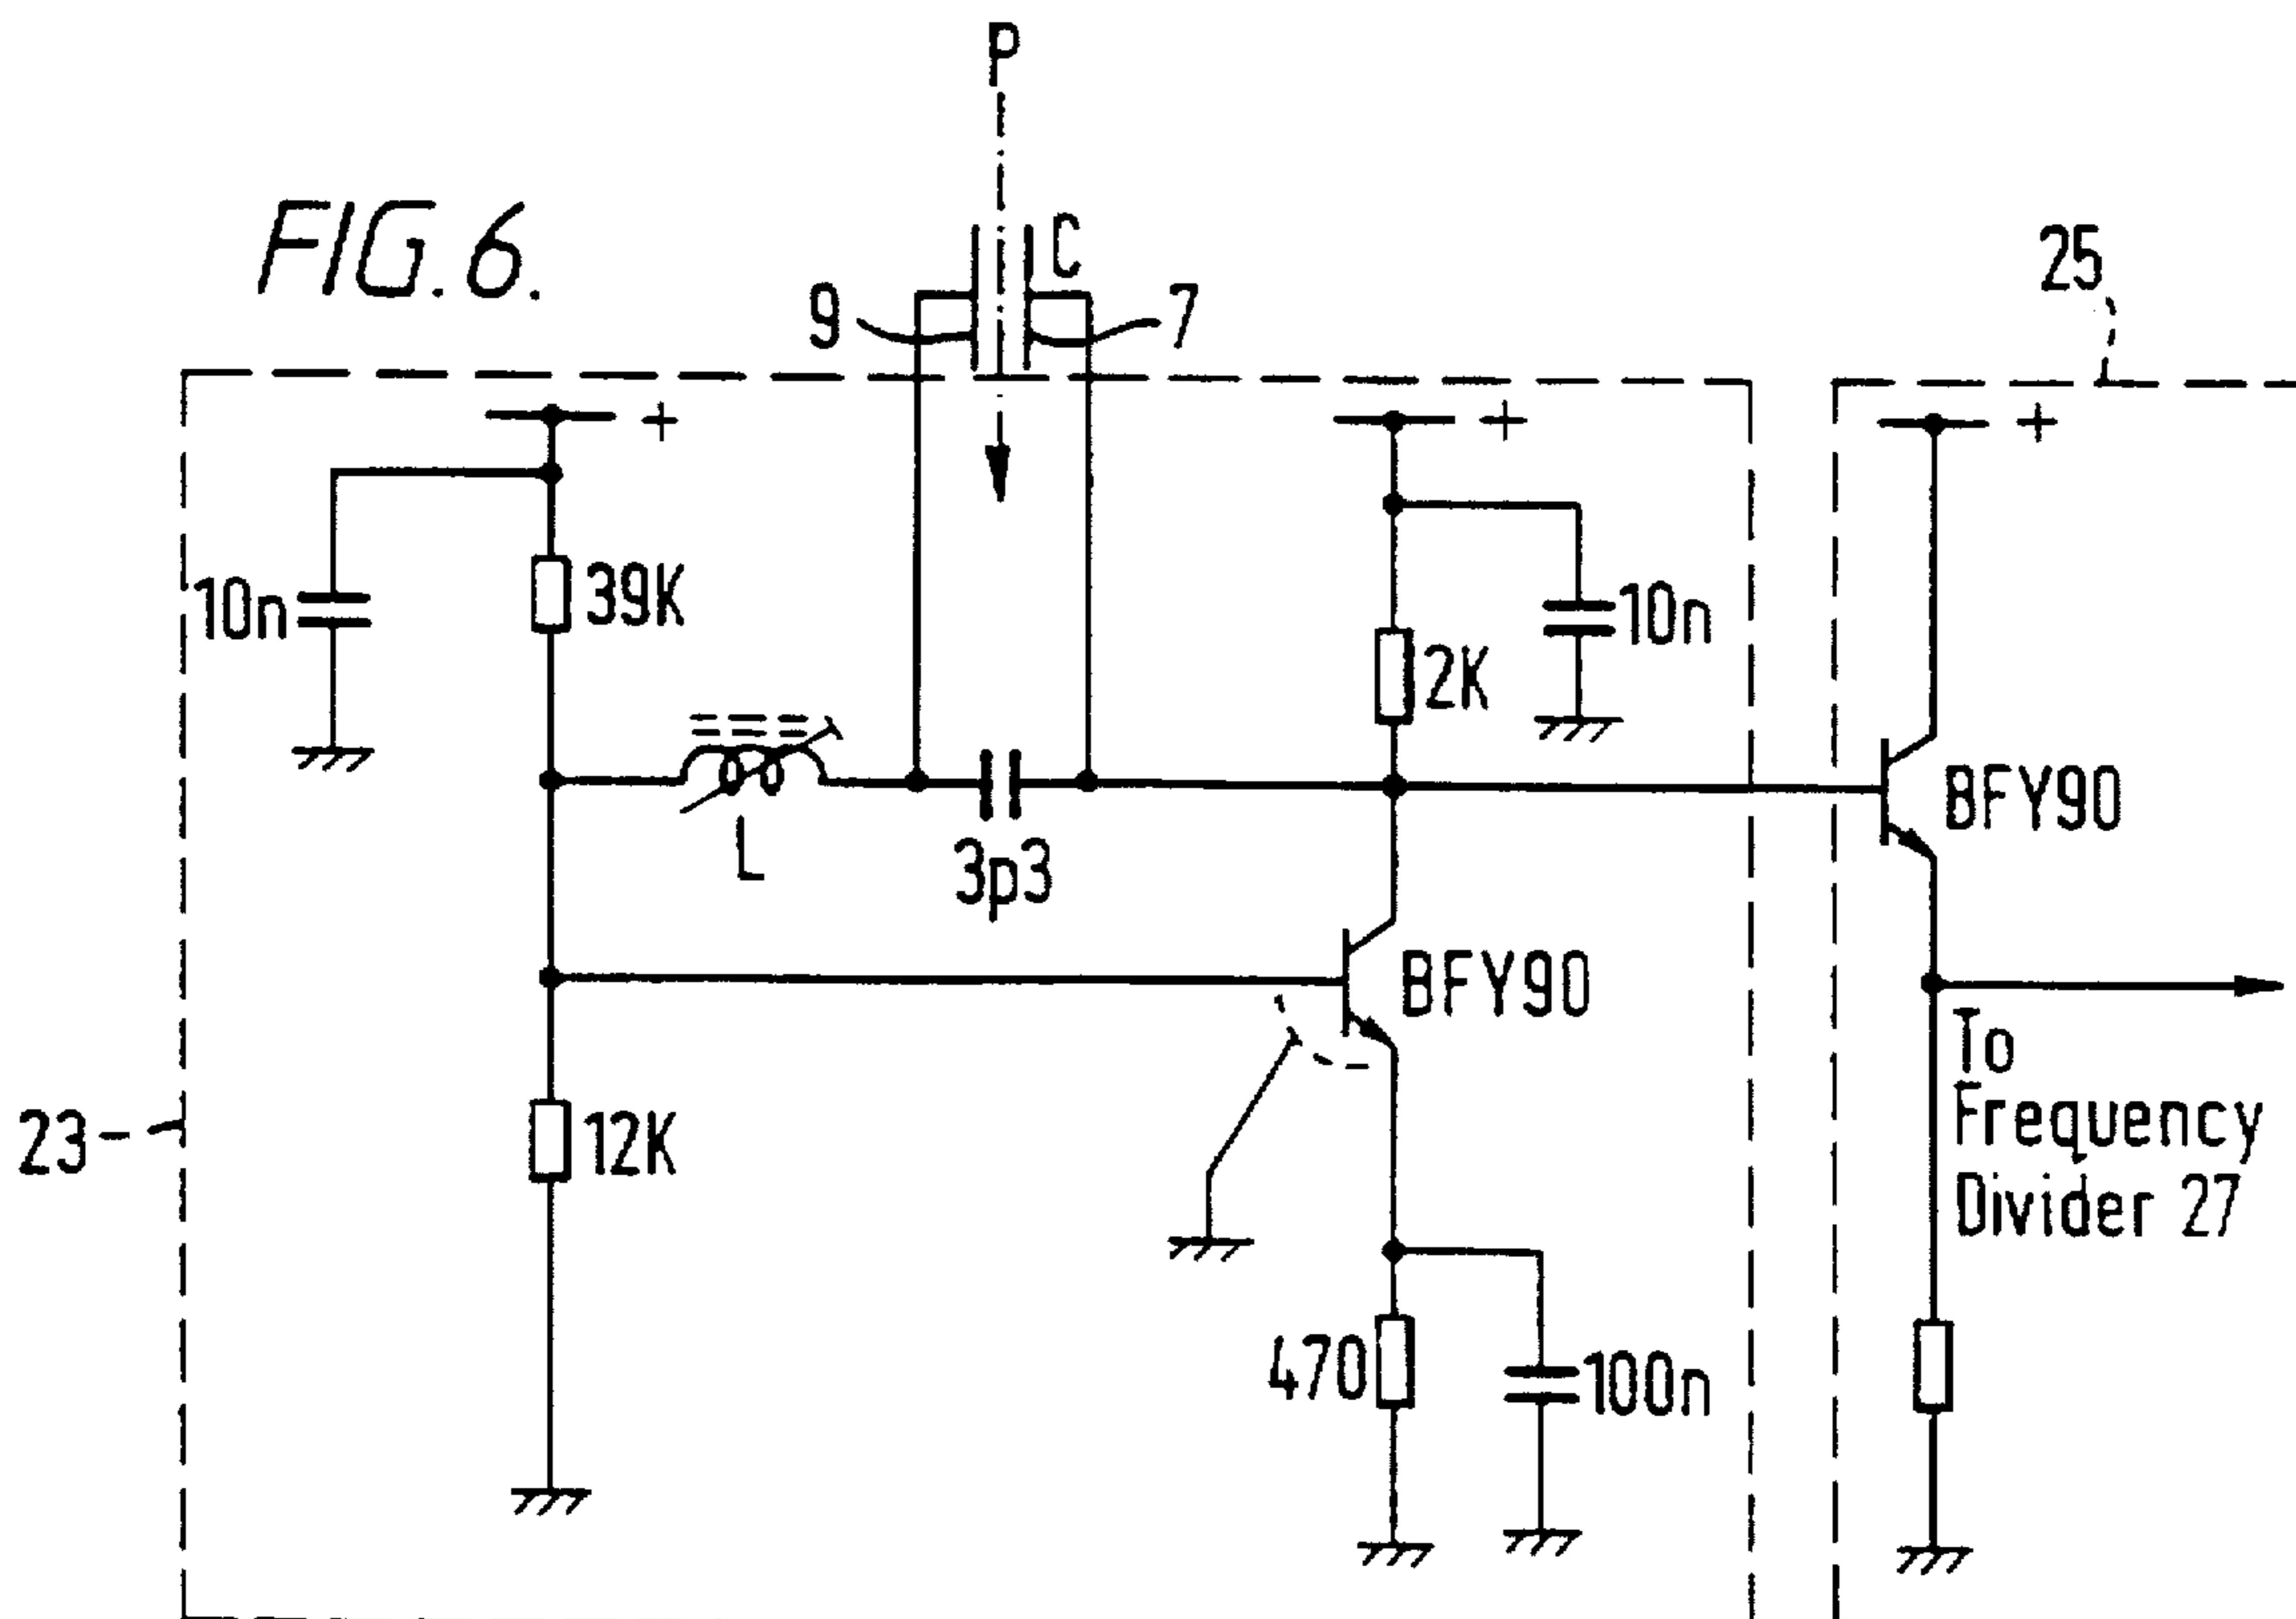 P
FIG. 6.
C
9
7
25
+
+
+
10n
39K
10n
2K
L
3p3
BFY90
BFY90
To
Frequency
Divider 27
23
12K
470
100n